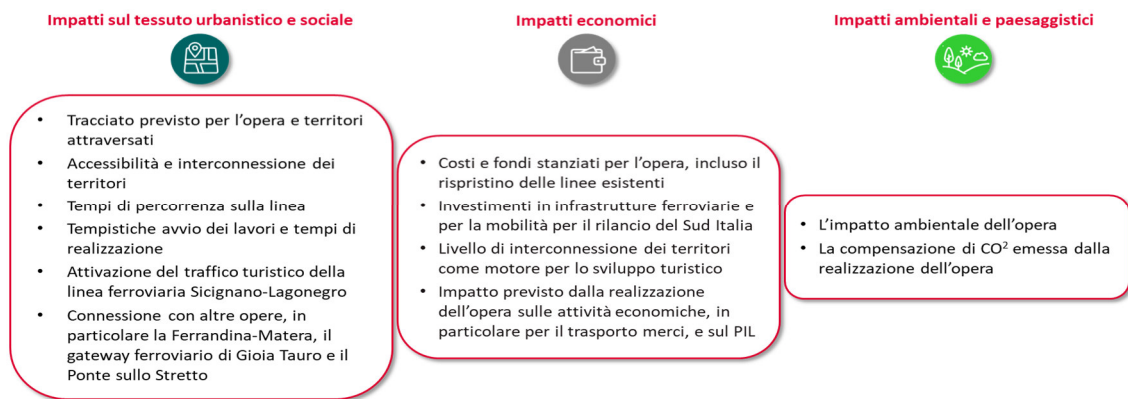 Impatti sul tessuto urbanistico e sociale
• Tracciato previsto per l'opera e territori
attraversati
• Accessibilità e interconnessione dei
territori
• Tempi di percorrenza sulla linea
• Tempistiche avvio dei lavori e tempi di
realizzazione
• Attivazione del traffico turistico della
linea ferroviaria Sicignano-Lagonegro
• Connessione con altre opere, in
particolare la Ferrandina-Matera, il
gateway ferroviario di Gioia Tauro e il
Ponte sullo Stretto
Impatti economici
• Costi e fondi stanziati per l'opera, incluso il
rispristino delle linee esistenti
• Investimenti in infrastrutture ferroviarie e
per la mobilità per il rilancio del Sud Italia
• Livello di interconnessione dei territori
come motore per lo sviluppo turistico
• Impatto previsto dalla realizzazione
dell'opera sulle attività economiche, in
particolare per il trasporto merci, e sul PIL
Impatti ambientali e paesaggistici
• L'impatto ambientale dell'opera
• La compensazione di CO² emessa dalla
realizzazione dell'opera